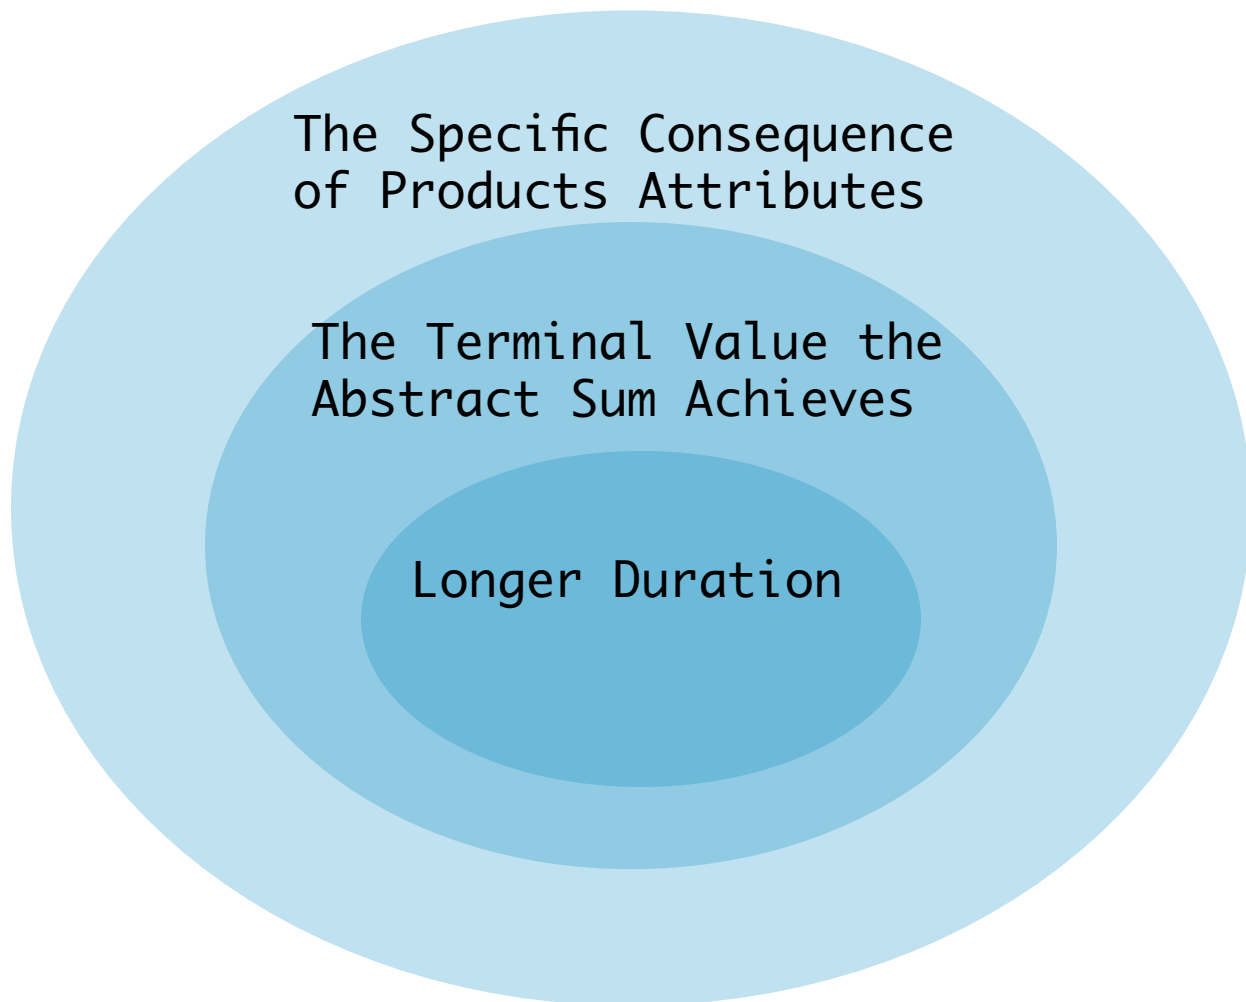 The Specific Consequence
of Products Attributes
The Terminal Value the
Abstract Sum Achieves
Longer Duration